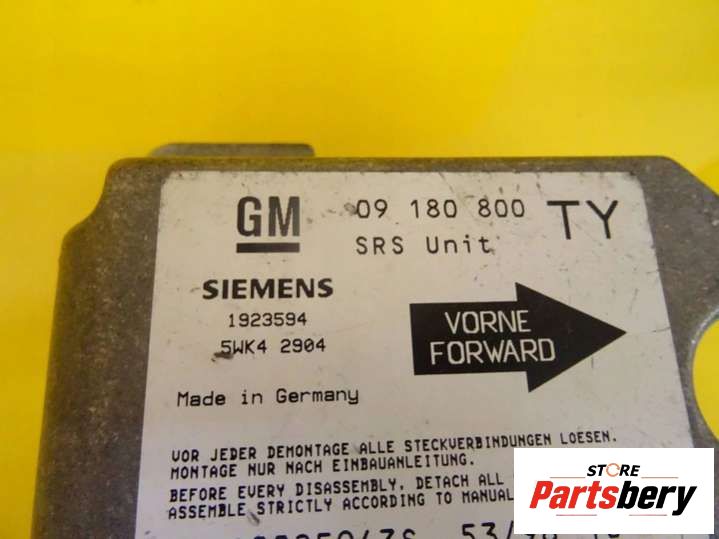 GM
09 180 800 TY
SRS Unit
SIEMENS
1923594
5WK4 2904
VORNE
FORWARD
Made in Germany
VOR JEDER DEMONTAGE ALLE STECKVERBINDUNGEN LOESEN.
MONTAGE NUR NACH EINBAUANLEITUNG.
BEFORE EVERY DISASSEMBLY, DETACH ALL
ASSEMBLE STRICTLY ACCORDING TO MANUAL
STORE
Partsbery